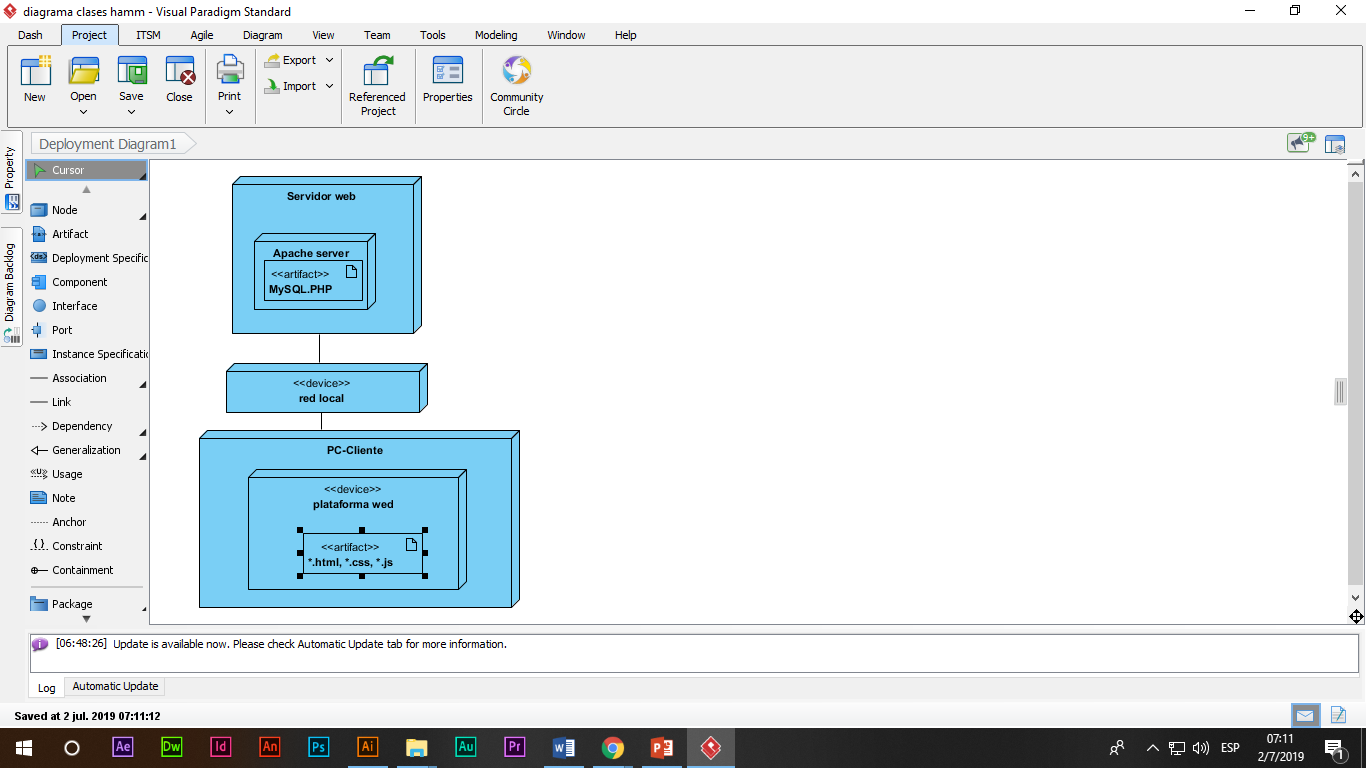 diagrama clases hamm - Visual Paradigm Standard
Dash Project ITSM Agile Diagram View Team Tools Modeling Window Help
New Open Save Close Print Export Import Referenced Project Properties Community Circle
Deployment Diagram1
9+
Property
Diagram Backlog
Cursor
Node
Artifact
Deployment Specific
Component
Interface
Port
Instance Specificatio
Association
Link
Dependency
Generalization
Usage
Note
Anchor
Constraint
Containment
Package
Servidor web
Apache server
<<artifact>>
MySQL.PHP
<<device>>
red local
PC-Cliente
<<device>>
plataforma wed
<<artifact>>
*.html, *.css, *.js
[06:48:26] Update is available now. Please check Automatic Update tab for more information.
Log Automatic Update
Saved at 2 jul. 2019 07:11:12
Ae Dw Id An Ps Ai Au Pr
ESP
07:11
2/7/2019
1